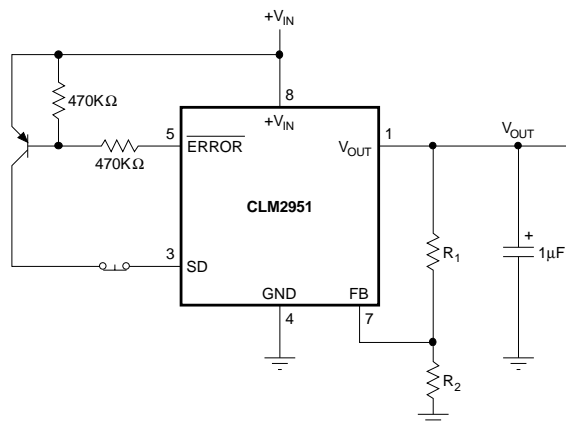 +V_IN
470KΩ
8
+V_IN
5
ERROR
470KΩ
V_OUT
1
V_OUT
CLM2951
3
SD
R_1
+
1µF
GND
FB
4
7
R_2